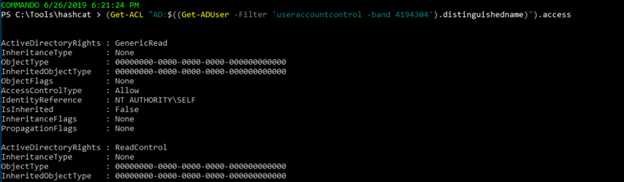 COMMANDO 6/26/2019 6:21:24 PM
PS C:\Tools\hashcat > (Get-ACL "AD:$((Get-ADUser -Filter 'useraccountcontrol -band 4194304').distinguishedname)").access
ActiveDirectoryRights : GenericRead
InheritanceType : None
ObjectType : 00000000-0000-0000-0000-000000000000
InheritedObjectType : 00000000-0000-0000-0000-000000000000
ObjectFlags : None
AccessControlType : Allow
IdentityReference : NT AUTHORITY\SELF
IsInherited : False
InheritanceFlags : None
PropagationFlags : None
ActiveDirectoryRights : ReadControl
InheritanceType : None
ObjectType : 00000000-0000-0000-0000-000000000000
InheritedObjectType : 00000000-0000-0000-0000-000000000000